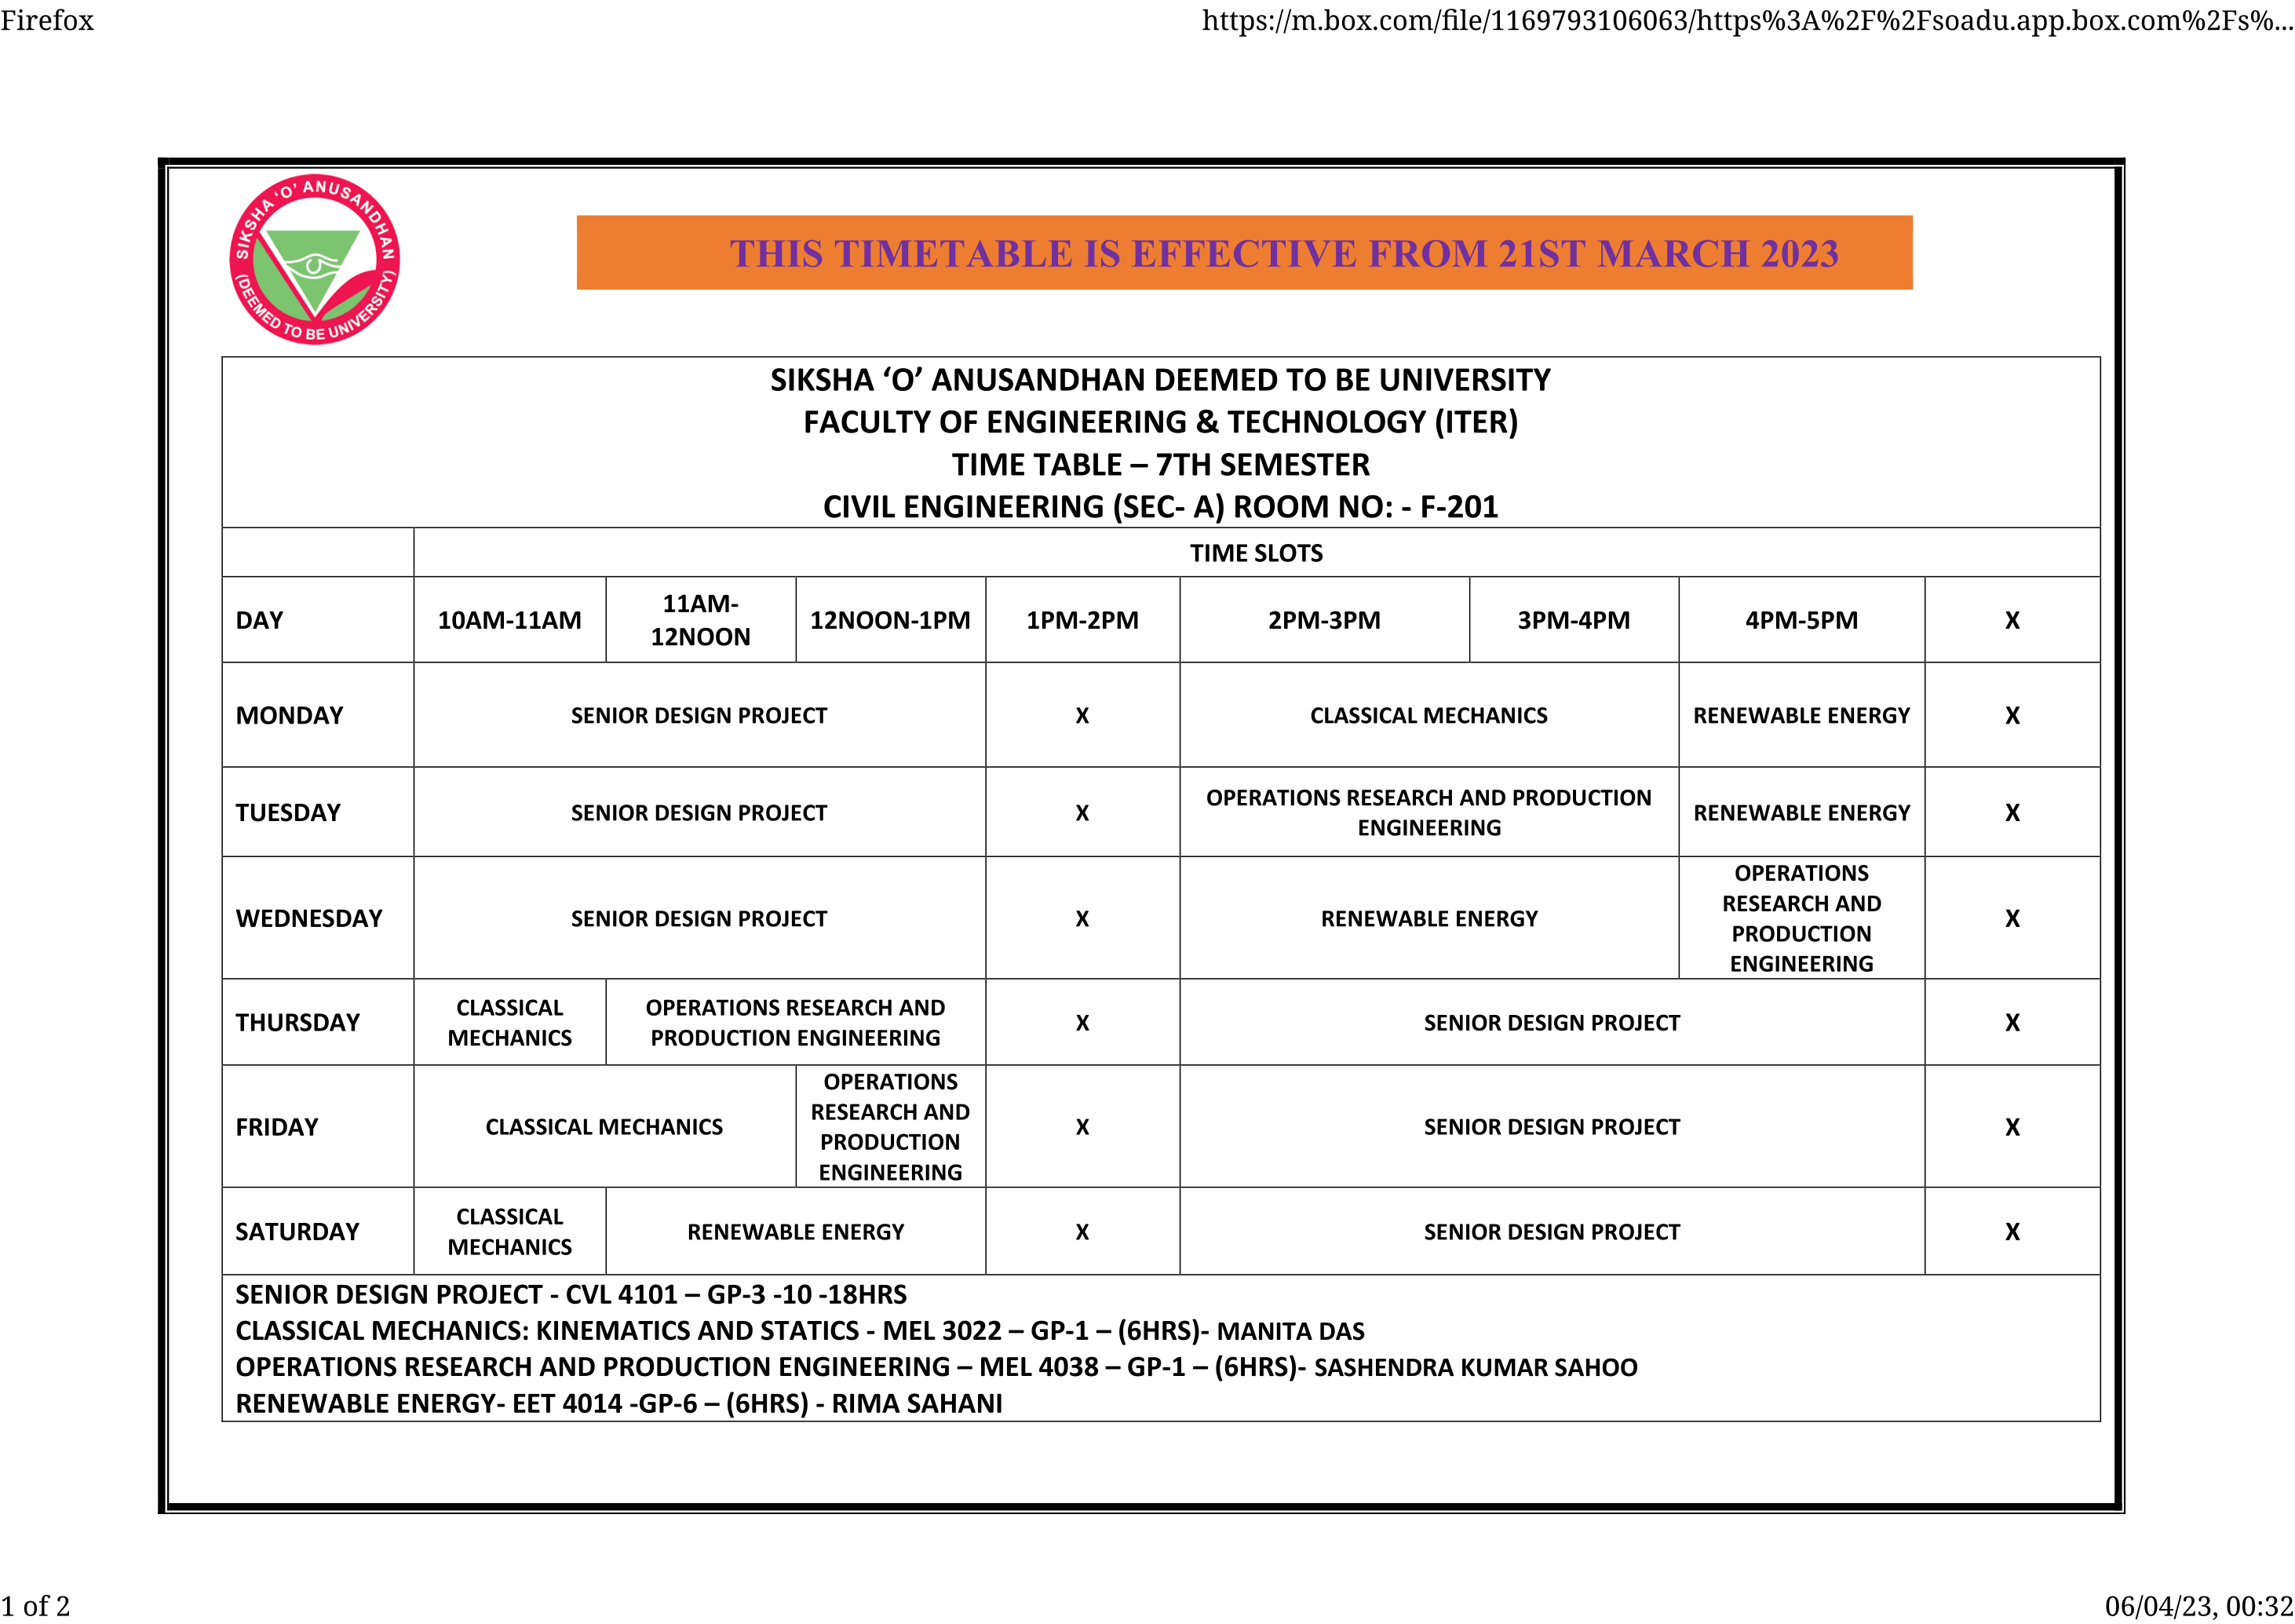 Firefox
https://m.box.com/file/1169793106063/https%3A%2F%2Fsoadu.app.box.com%2Fs%...
SIKSHA ‘O’ ANUSANDHAN
(DEEMED TO BE UNIVERSITY)
THIS TIMETABLE IS EFFECTIVE FROM 21ST MARCH 2023
SIKSHA ‘O’ ANUSANDHAN DEEMED TO BE UNIVERSITY
FACULTY OF ENGINEERING & TECHNOLOGY (ITER)
TIME TABLE – 7TH SEMESTER
CIVIL ENGINEERING (SEC- A) ROOM NO: - F-201
TIME SLOTS
DAY
10AM-11AM
11AM-
12NOON
12NOON-1PM
1PM-2PM
2PM-3PM
3PM-4PM
4PM-5PM
X
MONDAY
SENIOR DESIGN PROJECT
X
CLASSICAL MECHANICS
RENEWABLE ENERGY
X
TUESDAY
SENIOR DESIGN PROJECT
X
OPERATIONS RESEARCH AND PRODUCTION
ENGINEERING
RENEWABLE ENERGY
X
WEDNESDAY
SENIOR DESIGN PROJECT
X
RENEWABLE ENERGY
OPERATIONS
RESEARCH AND
PRODUCTION
ENGINEERING
X
THURSDAY
CLASSICAL
MECHANICS
OPERATIONS RESEARCH AND
PRODUCTION ENGINEERING
X
SENIOR DESIGN PROJECT
X
FRIDAY
CLASSICAL MECHANICS
OPERATIONS
RESEARCH AND
PRODUCTION
ENGINEERING
X
SENIOR DESIGN PROJECT
X
SATURDAY
CLASSICAL
MECHANICS
RENEWABLE ENERGY
X
SENIOR DESIGN PROJECT
X
SENIOR DESIGN PROJECT - CVL 4101 – GP-3 -10 -18HRS
CLASSICAL MECHANICS: KINEMATICS AND STATICS - MEL 3022 – GP-1 – (6HRS)- MANITA DAS
OPERATIONS RESEARCH AND PRODUCTION ENGINEERING – MEL 4038 – GP-1 – (6HRS)- SASHENDRA KUMAR SAHOO
RENEWABLE ENERGY- EET 4014 -GP-6 – (6HRS) - RIMA SAHANI
1 of 2
06/04/23, 00:32